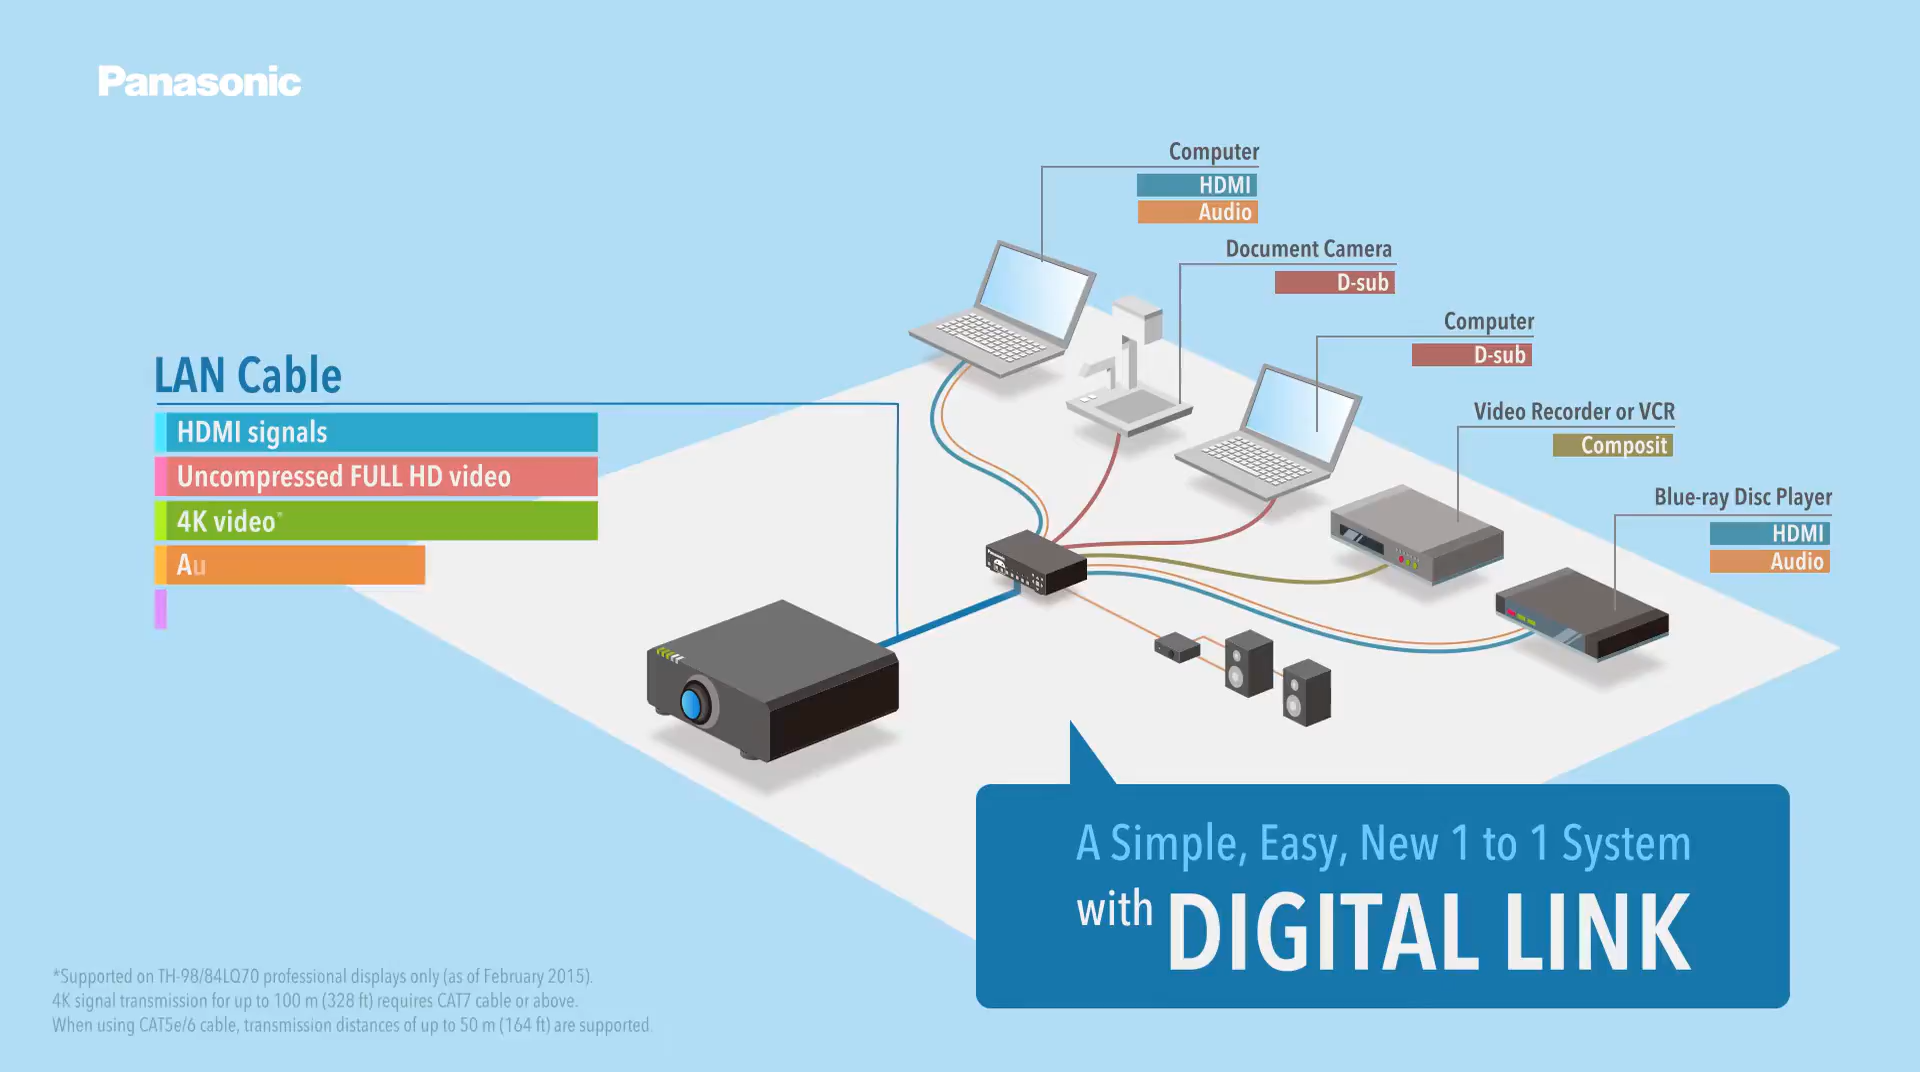 Panasonic
Computer
HDMI
Audio
Document Camera
D-sub
Computer
D-sub
Video Recorder or VCR
Composit
Blue-ray Disc Player
HDMI
Audio
LAN Cable
HDMI signals
Uncompressed FULL HD video
4K video*
Au
A Simple, Easy, New 1 to 1 System
with DIGITAL LINK
*Supported on TH-98/84LQ70 professional displays only (as of February 2015).
4K signal transmission for up to 100 m (328 ft) requires CAT7 cable or above.
When using CAT5e/6 cable, transmission distances of up to 50 m (164 ft) are supported.